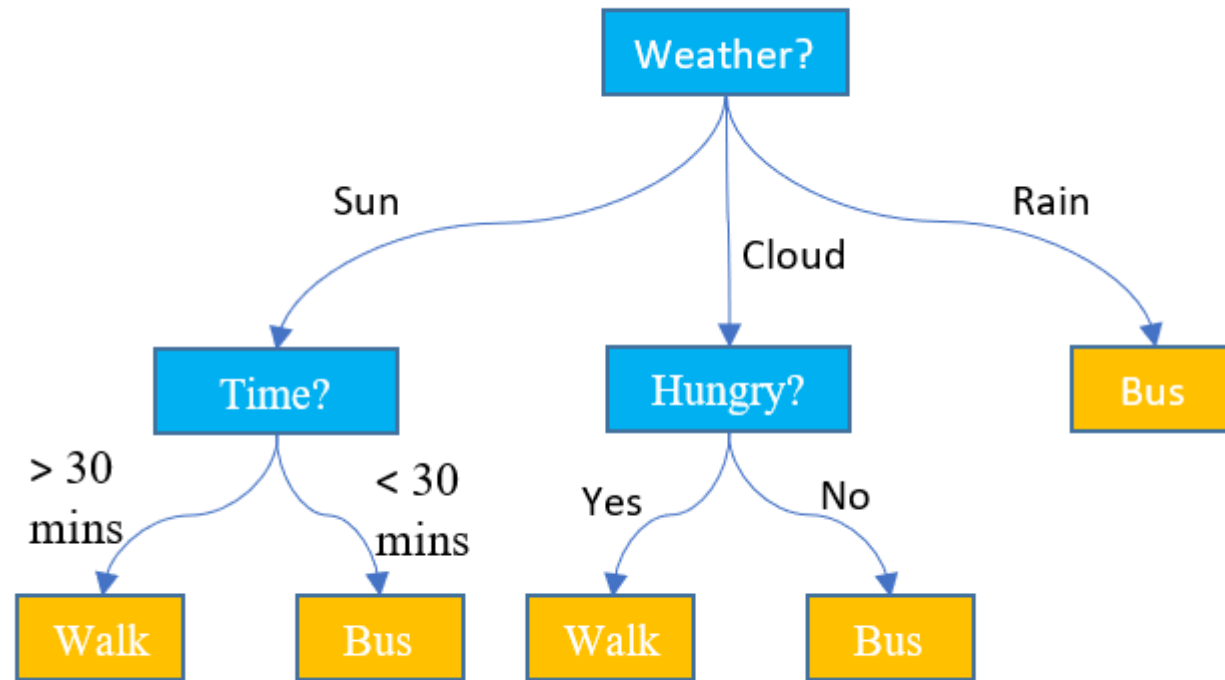 Weather?
Sun
Rain
Cloud
Time?
Hungry?
Bus
> 30
mins
< 30
mins
Yes
No
Walk
Bus
Walk
Bus